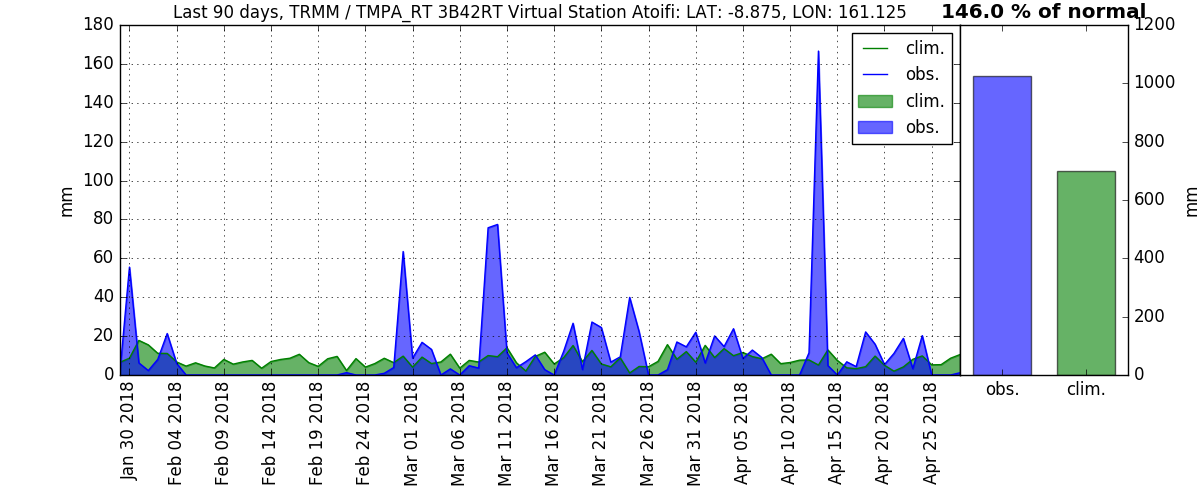 Last 90 days, TRMM / TMPA_RT 3B42RT Virtual Station Atoifi: LAT: -8.875, LON: 161.125
146.0 % of normal
180
160
140
120
100
80
60
40
20
0
mm
clim.
obs.
clim.
obs.
Jan 30 2018
Feb 04 2018
Feb 09 2018
Feb 14 2018
Feb 19 2018
Feb 24 2018
Mar 01 2018
Mar 06 2018
Mar 11 2018
Mar 16 2018
Mar 21 2018
Mar 26 2018
Mar 31 2018
Apr 05 2018
Apr 10 2018
Apr 15 2018
Apr 20 2018
Apr 25 2018
1200
1000
800
600
400
200
0
mm
obs.
clim.